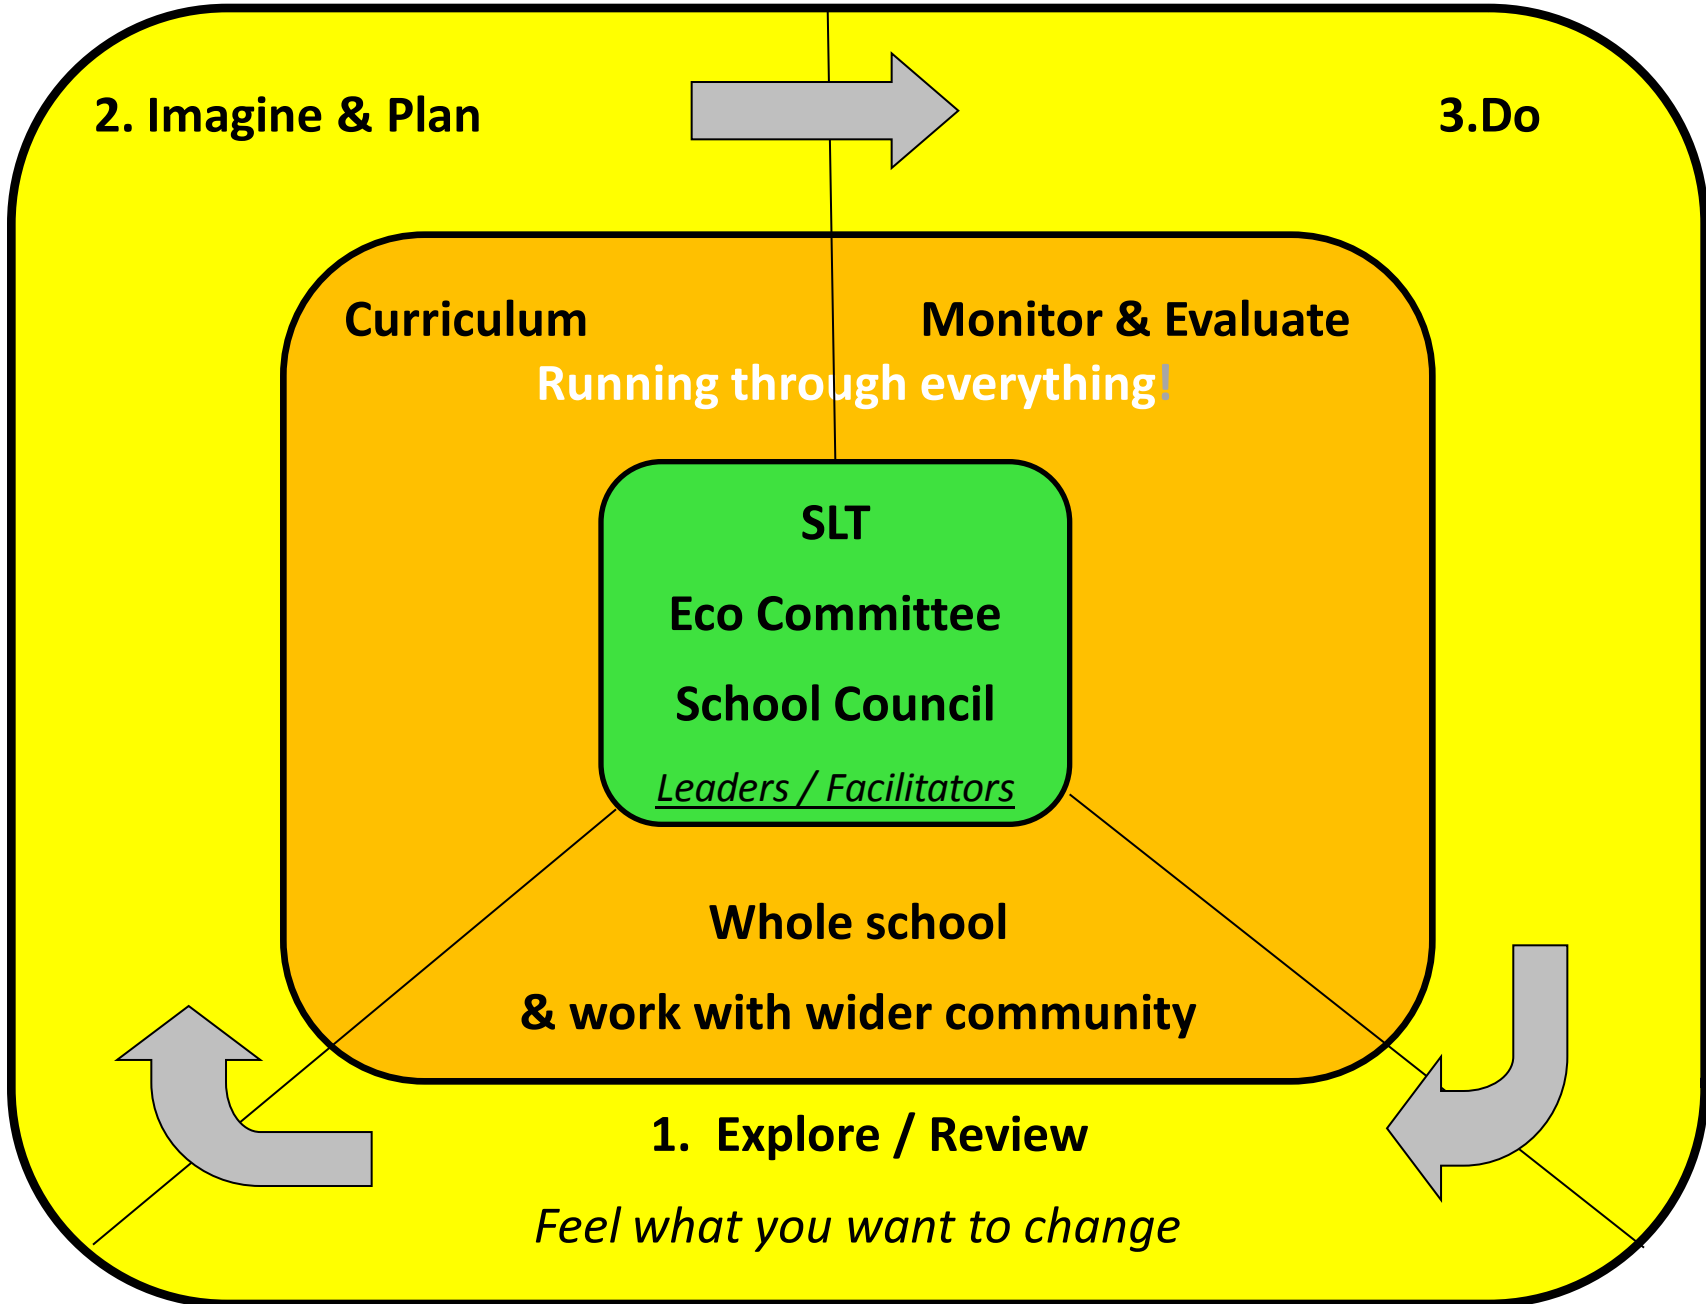 2. Imagine & Plan
3.Do
Curriculum
Monitor & Evaluate
Running through everything!
SLT
Eco Committee
School Council
Leaders / Facilitators
Whole school
& work with wider community
1. Explore / Review
Feel what you want to change